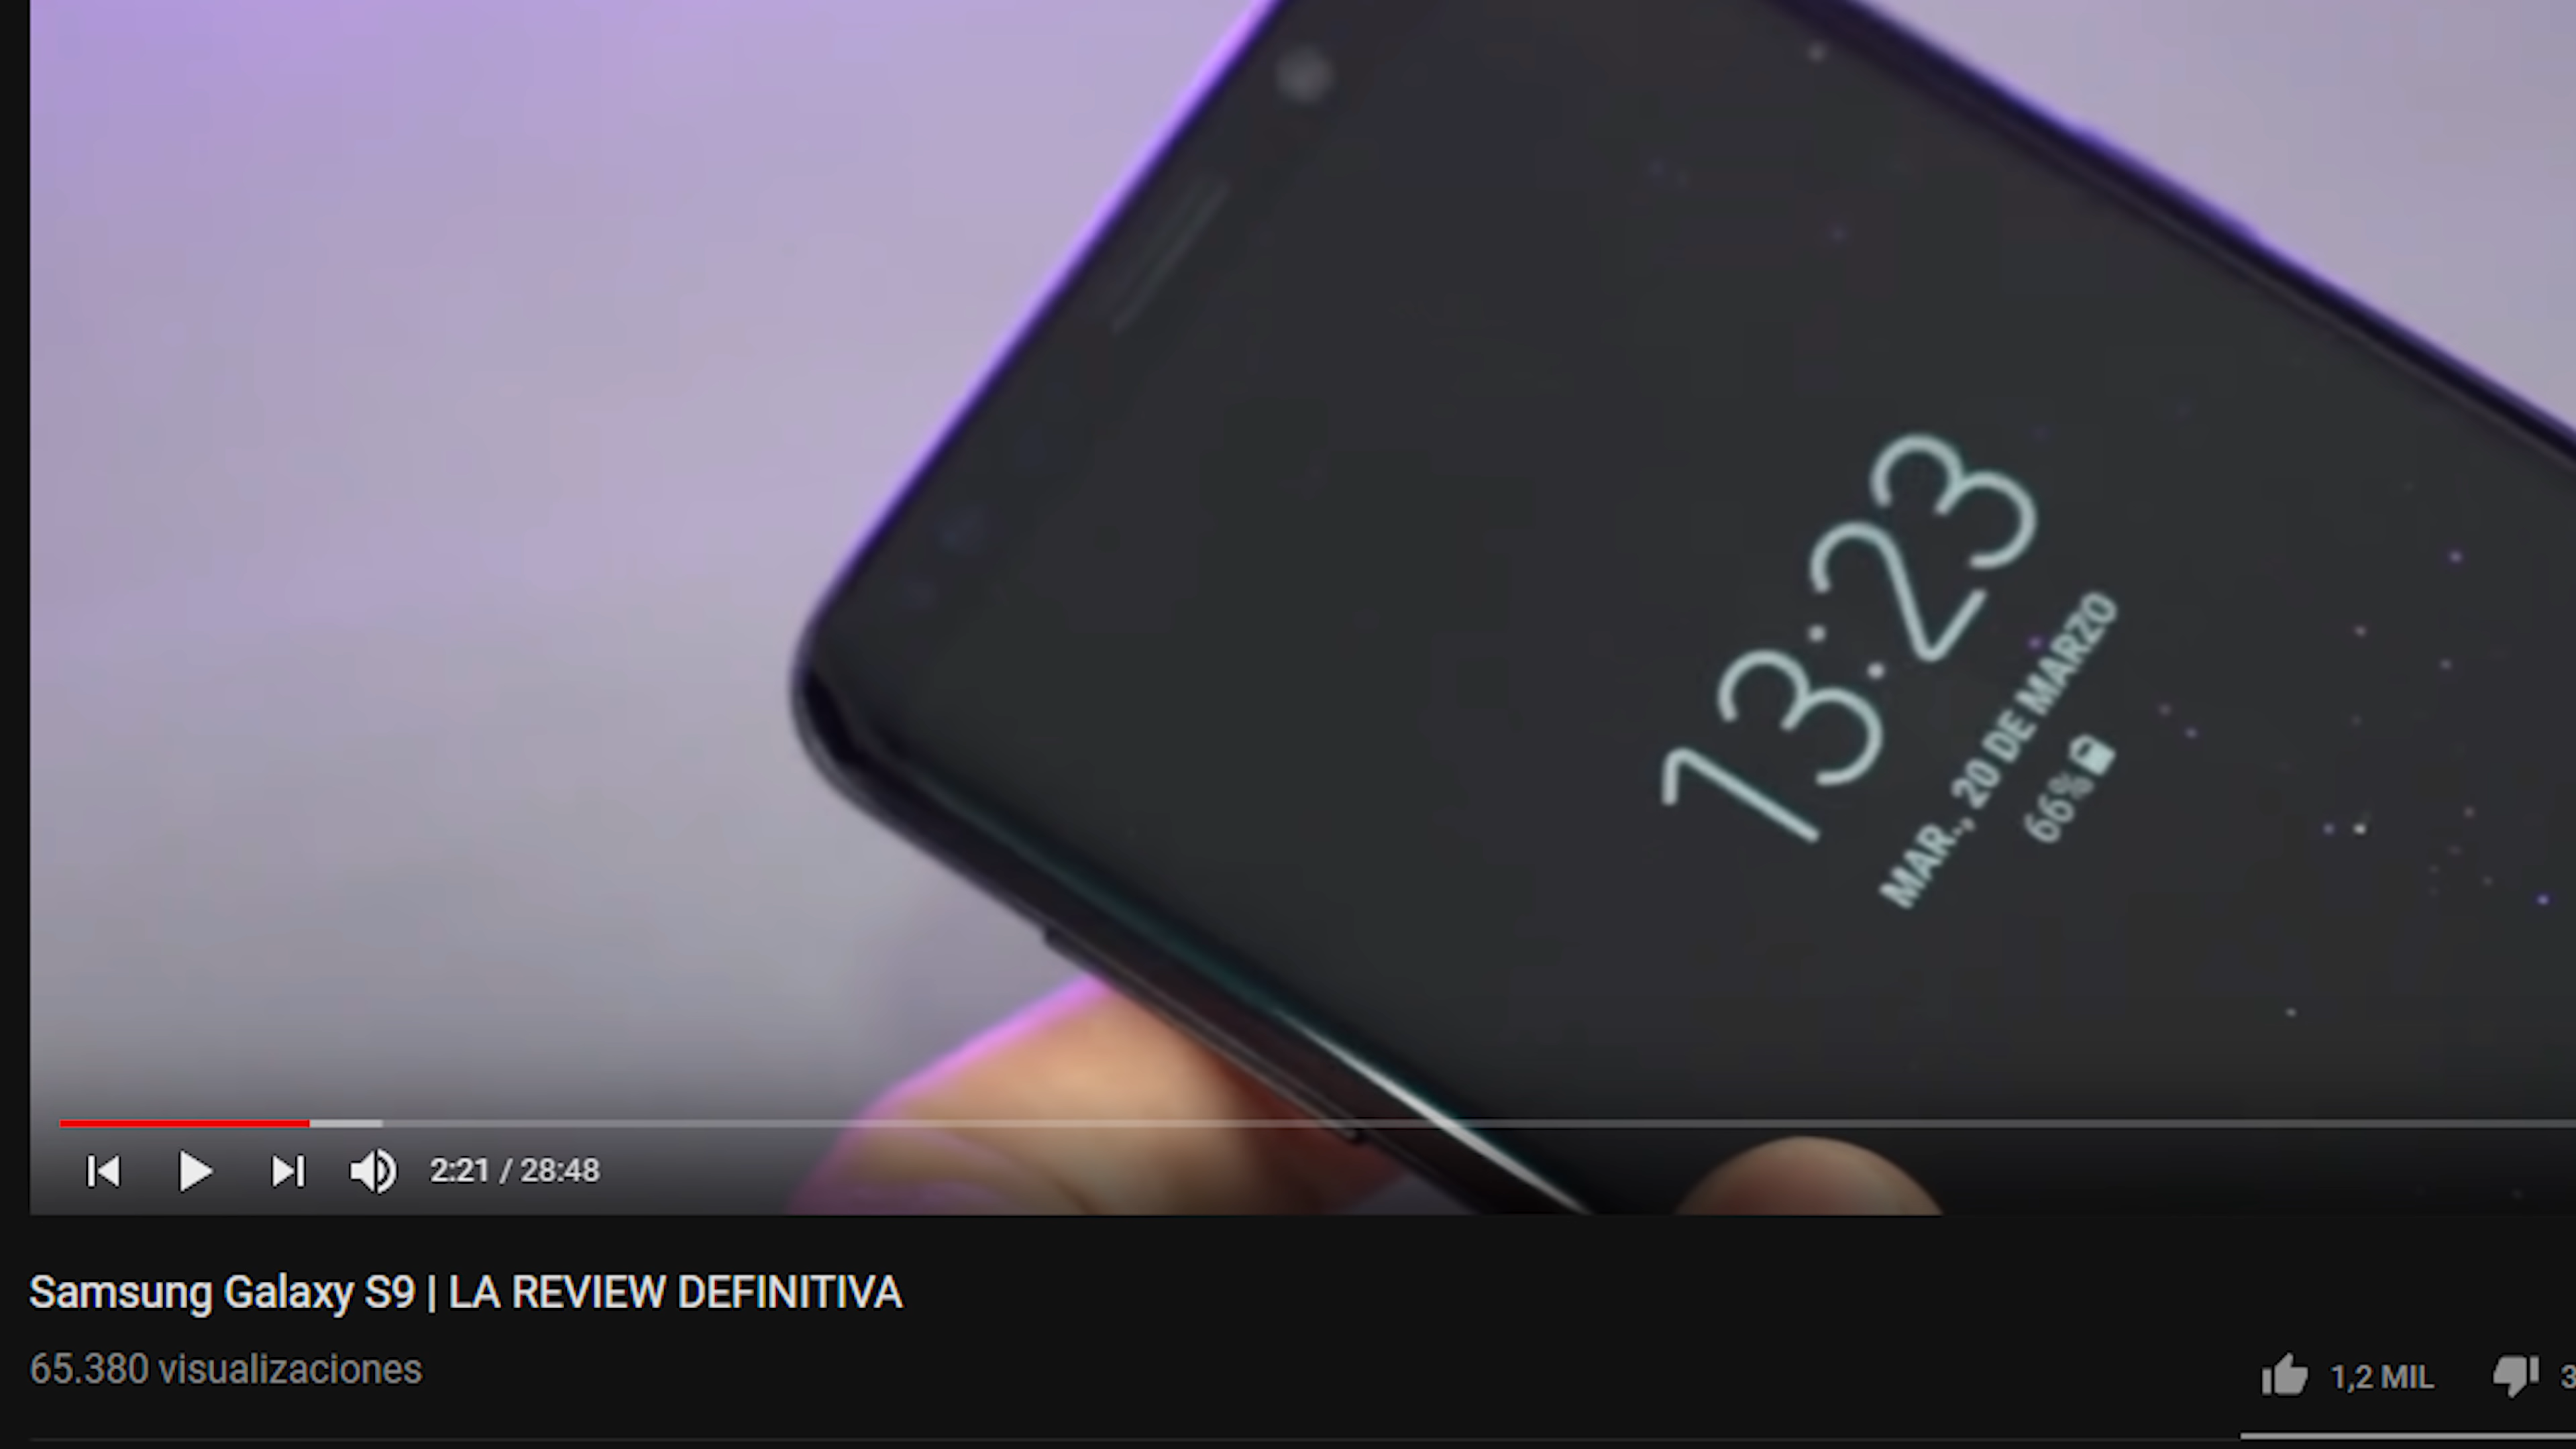 13:23
MAR., 20 DE MARZO
66%
2:21 / 28:48
Samsung Galaxy S9 | LA REVIEW DEFINITIVA
65.380 visualizaciones
1,2 MIL